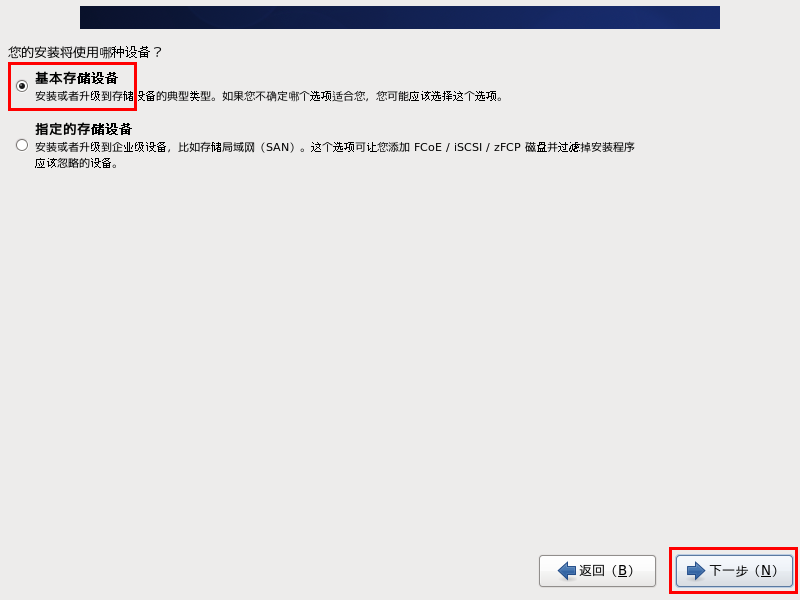 您的安装将使用哪种设备？
基本存储设备
安装或者升级到存储设备的典型类型。如果您不确定哪个选项适合您，您可能应该选择这个选项。
指定的存储设备
安装或者升级到企业级设备，比如存储局域网（SAN）。这个选项可让您添加 FCoE / iSCSI / zFCP 磁盘并过滤掉安装程序
应该忽略的设备。
返回（B） 下一步（N）